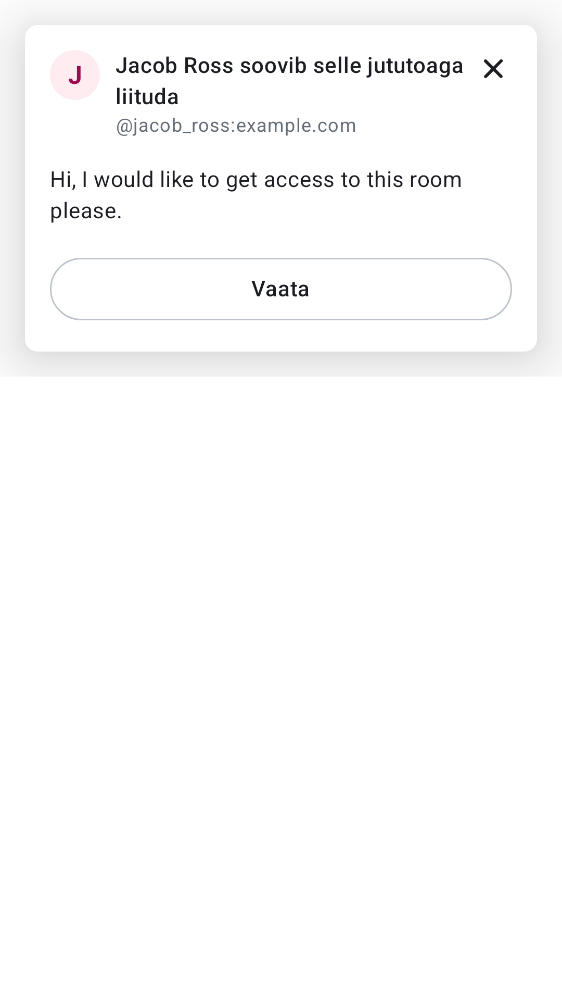 J
Jacob Ross soovib selle jututoaga
liituda
@jacob_ross:example.com
Hi, I would like to get access to this room
please.
Vaata